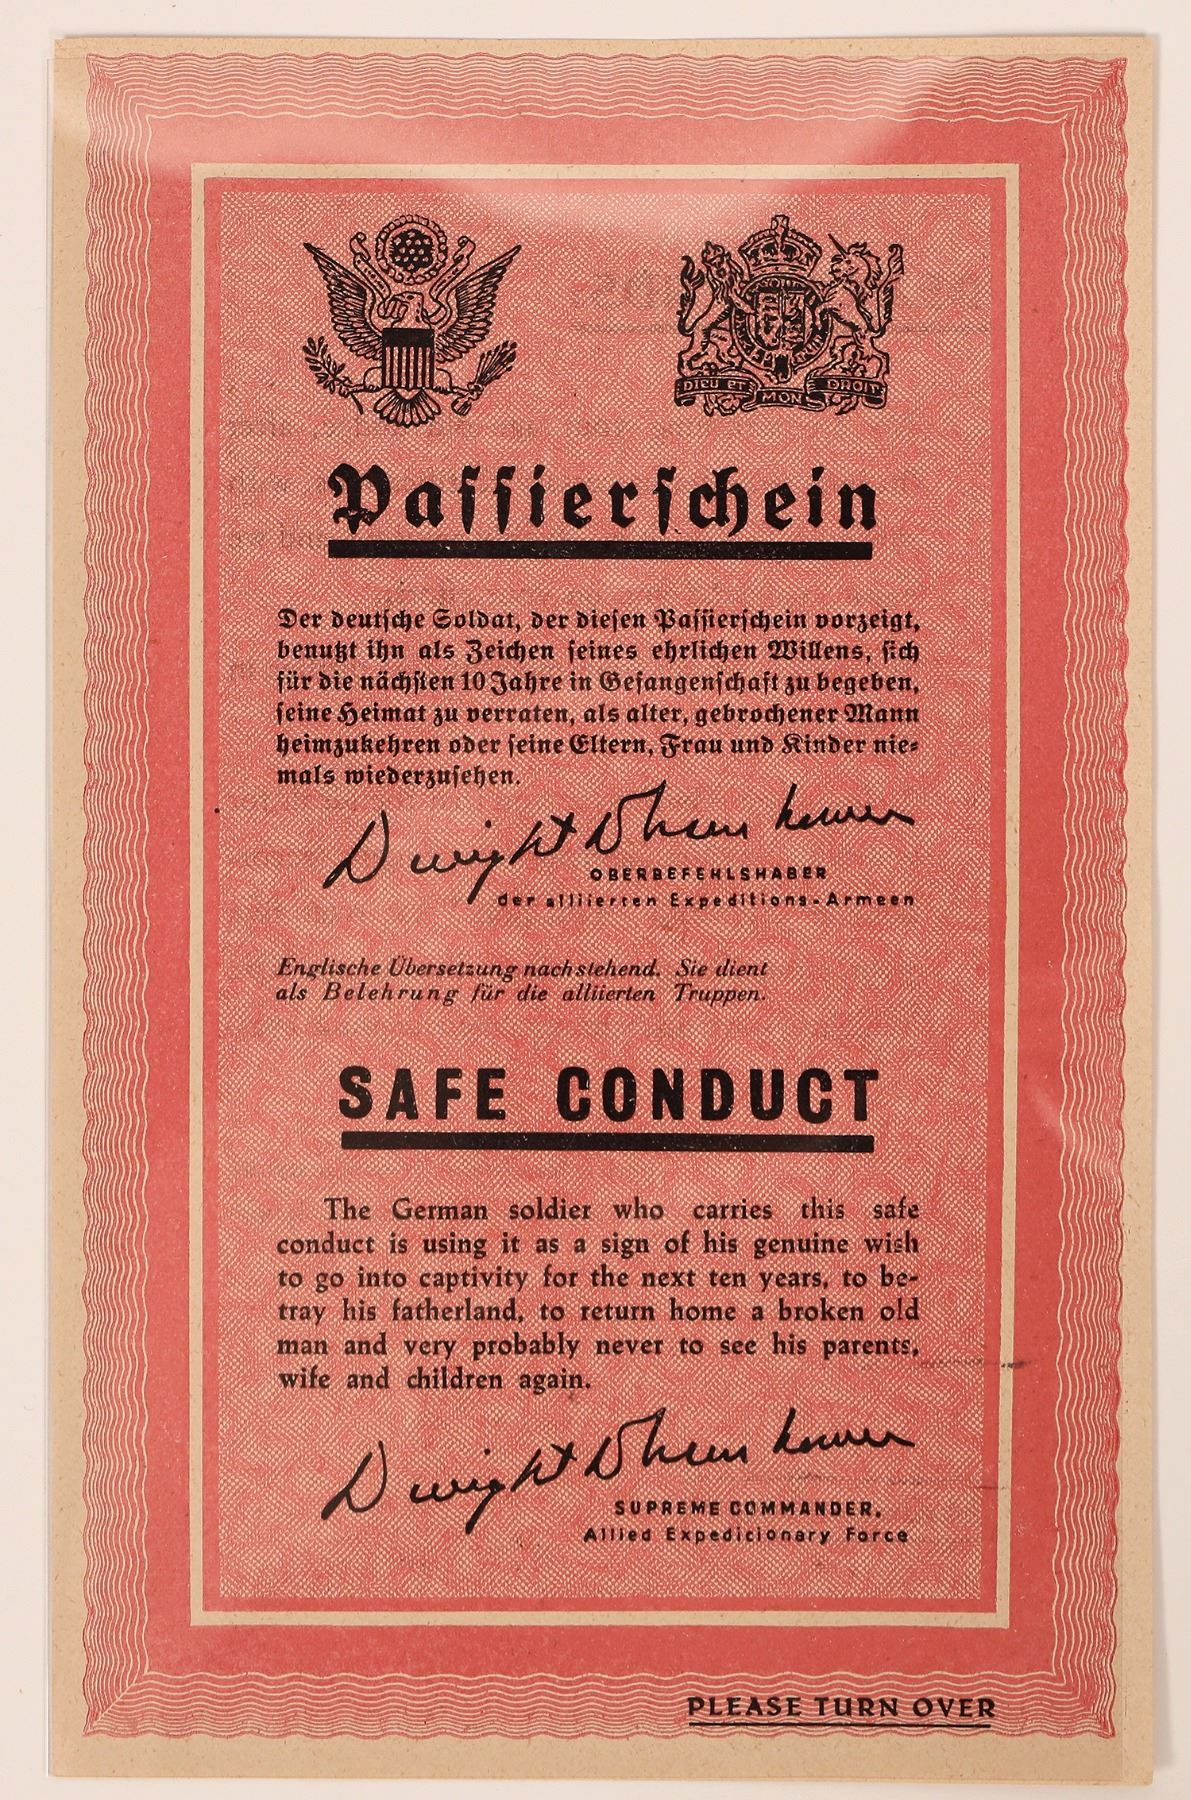 DIEU ET MON DROIT
Passierschein
Der deutsche Soldat, der diesen Passierschein vorzeigt,
benutzt ihn als Zeichen seines ehrlichen Willens, sich
für die nächsten 10 Jahre in Gefangenschaft zu begeben,
seine Heimat zu verraten, als alter, gebrochener Mann
heimzukehren oder seine Eltern, Frau und Kinder nie-
mals wiederzusehen.
Dwight D Eisenhower
OBERBEFEHLSHABER
der alliierten Expeditions-Armeen
Englische Übersetzung nachstehend. Sie dient
als Belehrung für die alliierten Truppen.
SAFE CONDUCT
The German soldier who carries this safe
conduct is using it as a sign of his genuine wish
to go into captivity for the next ten years, to be-
tray his fatherland, to return home a broken old
man and very probably never to see his parents,
wife and children again.
Dwight D Eisenhower
SUPREME COMMANDER,
Allied Expedicionary Force
PLEASE TURN OVER